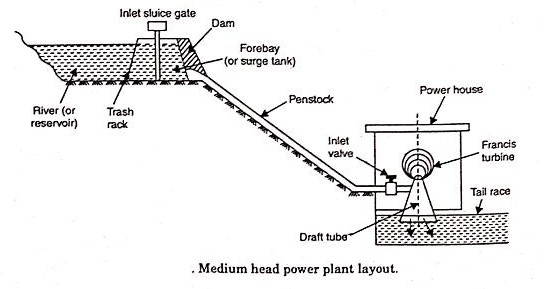 Inlet sluice gate
Dam
Forebay
(or surge tank)
River (or
reservoir)
Trash
rack
Penstock
Power house
Inlet
valve
Francis
turbine
Tail race
Draft tube
. Medium head power plant layout.